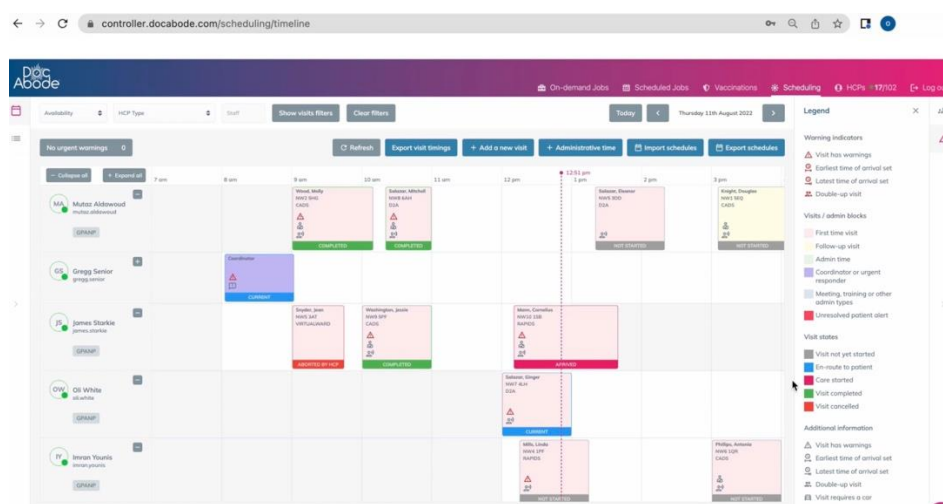 controller.docabode.com/scheduling/timeline
Doc
Abode
On-demand Jobs
Scheduled Jobs
Vaccinations
Scheduling
HCPs 17/102
Log ou
Availability
HCP Type
Staff
Show visits filters
Clear filters
Today
Thursday 11th August 2022
No urgent warnings 0
Refresh
Export visit timings
+ Add a new visit
+ Administrative time
Import schedules
Export schedules
− Collapse all
+ Expand all
7 am
8 am
9 am
10 am
11 am
12 pm
12:51 pm
1 pm
2 pm
3 pm
MA
Mutaz Aldawoud
mutaz.aldawoud
GPANP
Wood, Molly
CADS
COMPLETED
Salazar, Mitchell
NW8 6AH
D2A
COMPLETED
Salazar, Eleanor
D2A
NOT STARTED
Knight, Douglas
CADS
NOT STARTED
GS
Gregg Senior
gregg.senior
Coordinator
CURRENT
JS
James Starkie
james.starkie
GPANP
Snyder, Jean
NW5 5AT
VIRTUALWARD
ABORTED BY HCP
Washington, Jessie
CADS
COMPLETED
Mann, Cornelius
RAPIDS
ARRIVED
OW
Oli White
oli.white
GPANP
Salazar, Ginger
NW7 4LH
D2A
CURRENT
IY
Imran Younis
imran.younis
GPANP
Mills, Linda
RAPIDS
NOT STARTED
Phillips, Antonia
CADS
NOT STARTED
Legend
Warning indicators
Visit has warnings
Earliest time of arrival set
Latest time of arrival set
Double-up visit
Visits / admin blocks
First time visit
Follow-up visit
Admin time
Coordinator or urgent
responder
Meeting, training or other
admin types
Unresolved patient alert
Visit states
Visit not yet started
En-route to patient
Care started
Visit completed
Visit cancelled
Additional information
Visit has warnings
Earliest time of arrival set
Latest time of arrival set
Double-up visit
Visit requires a car